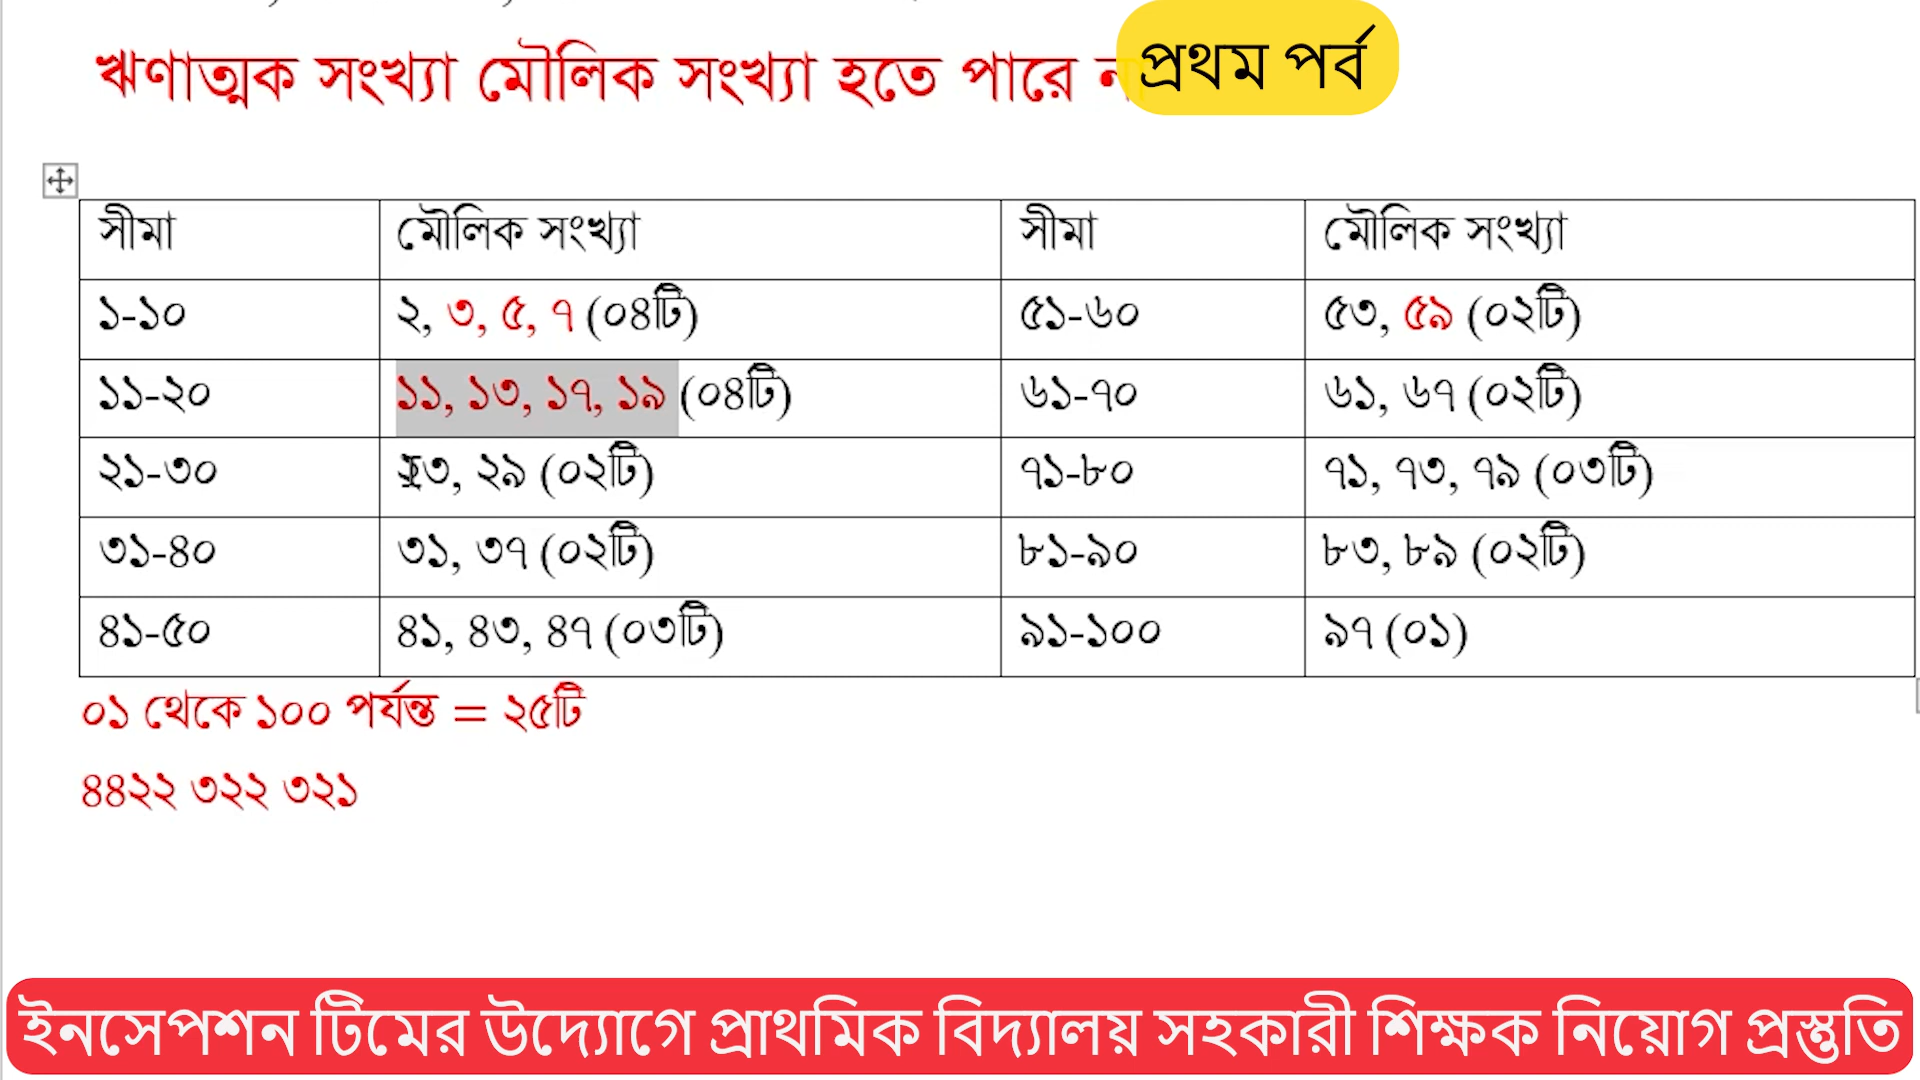 ঋণাত্মক সংখ্যা মৌলিক সংখ্যা হতে পারে
প্রথম পর্ব
সীমা মৌলিক সংখ্যা সীমা মৌলিক সংখ্যা
১-১০ ২, ৩, ৫, ৭ (০৪টি) ৫১-৬০ ৫৩, ৫৯ (০২টি)
১১-২০ ১১, ১৩, ১৭, ১৯ (০৪টি) ৬১-৭০ ৬১, ৬৭ (০২টি)
২১-৩০ ২৩, ২৯ (০২টি) ৭১-৮০ ৭১, ৭৩, ৭৯ (০৩টি)
৩১-৪০ ৩১, ৩৭ (০২টি) ৮১-৯০ ৮৩, ৮৯ (০২টি)
৪১-৫০ ৪১, ৪৩, ৪৭ (০৩টি) ৯১-১০০ ৯৭ (০১)
০১ থেকে ১০০ পর্যন্ত = ২৫টি
৪৪২২ ৩২২ ৩২১
ইনসেপশন টিমের উদ্যোগে প্রাথমিক বিদ্যালয় সহকারী শিক্ষক নিয়োগ প্রস্তুতি